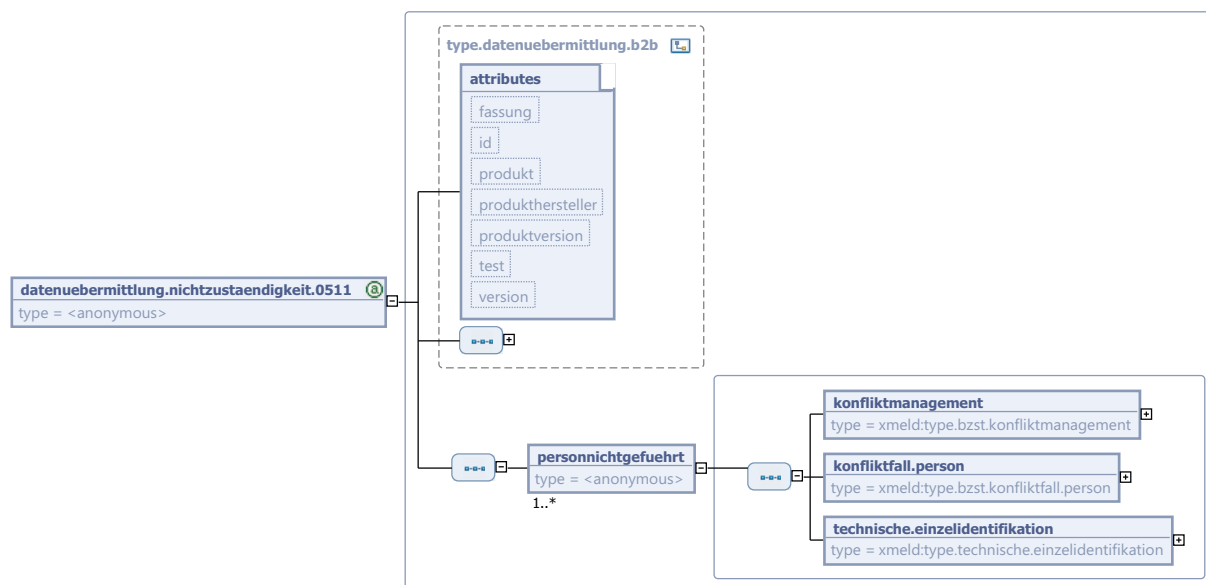 type.datenuebermittlung.b2b
attributes
fassung
id
produkt
produkthersteller
produktversion
test
version
datenuebermittlung.nichtzustaendigkeit.0511 a
type = <anonymous>
personnichtgefuehrt
type = <anonymous>
1..*
konfliktmanagement
type = xmeld:type.bzst.konfliktmanagement
konfliktfall.person
type = xmeld:type.bzst.konfliktfall.person
technische.einzelidentifikation
type = xmeld:type.technische.einzelidentifikation